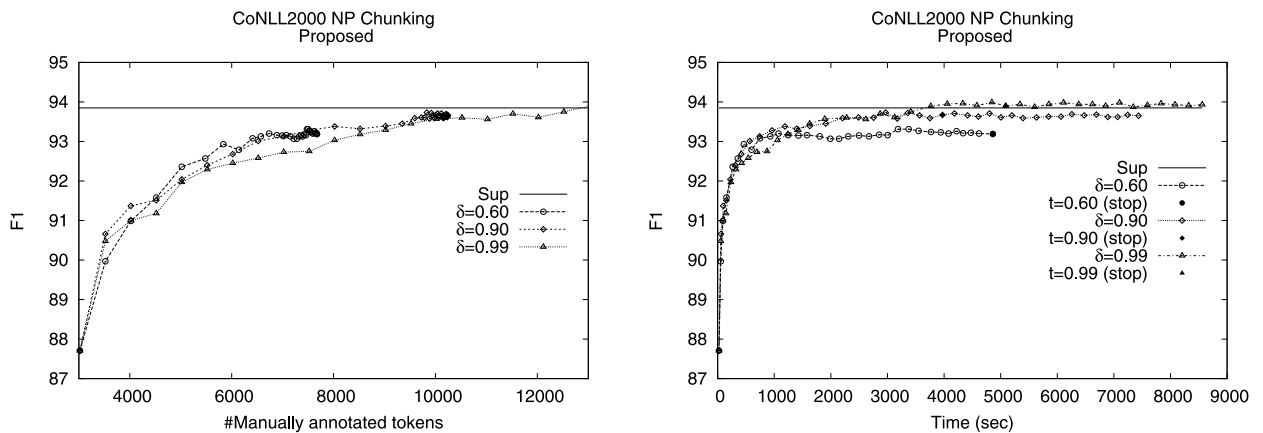 CoNLL2000 NP Chunking
Proposed
95
94
93
92
91
90
89
88
87
F1
4000
6000
8000
10000
12000
#Manually annotated tokens
Sup
δ=0.60
δ=0.90
δ=0.99
CoNLL2000 NP Chunking
Proposed
95
94
93
92
91
90
89
88
87
F1
0
1000
2000
3000
4000
5000
6000
7000
8000
9000
Time (sec)
Sup
δ=0.60
t=0.60 (stop)
δ=0.90
t=0.90 (stop)
δ=0.99
t=0.99 (stop)